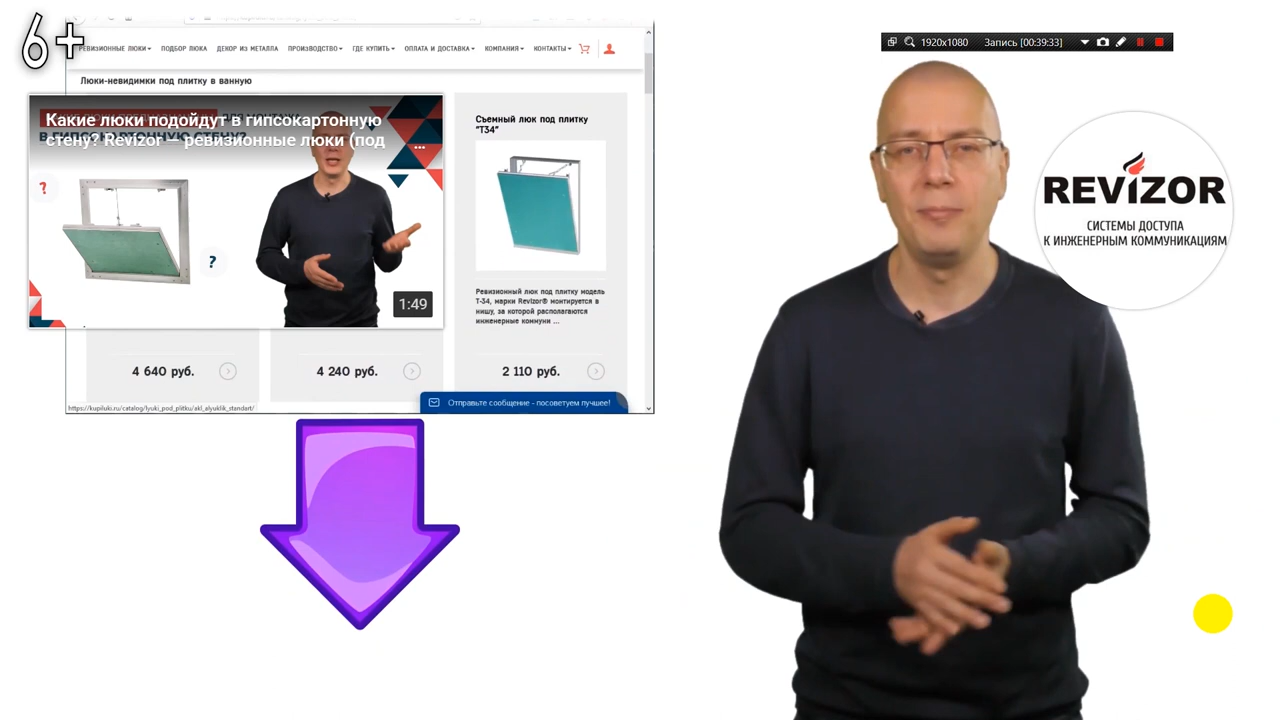 6+
РЕВИЗИОННЫЕ ЛЮКИ ПОДБОР ЛЮКА ДЕКОР ИЗ МЕТАЛЛА ПРОИЗВОДСТВО ГДЕ КУПИТЬ ОПЛАТА И ДОСТАВКА КОМПАНИЯ КОНТАКТЫ
Люки-невидимки под плитку в ванную
Какие люки подойдут в гипсокартонную
стену? Revizor — ревизионные люки (под ...
В ГИПСОКАРТОННУЮ СТЕНУ?
?
?
1:49
Съемный люк под плитку
"Т34"
Ревизионный люк под плитку модель
Т-34, марки Revizor® монтируется в
нишу, за которой располагаются
инженерные коммуни ...
4 640 руб.
4 240 руб.
2 110 руб.
Отправьте сообщение - посоветуем лучшее!
https://kupiluki.ru/catalog/lyuki_pod_plitku/akl_alyuklik_standart/
1920x1080 Запись [00:39:33]
REVIZOR
СИСТЕМЫ ДОСТУПА
К ИНЖЕНЕРНЫМ КОММУНИКАЦИЯМ